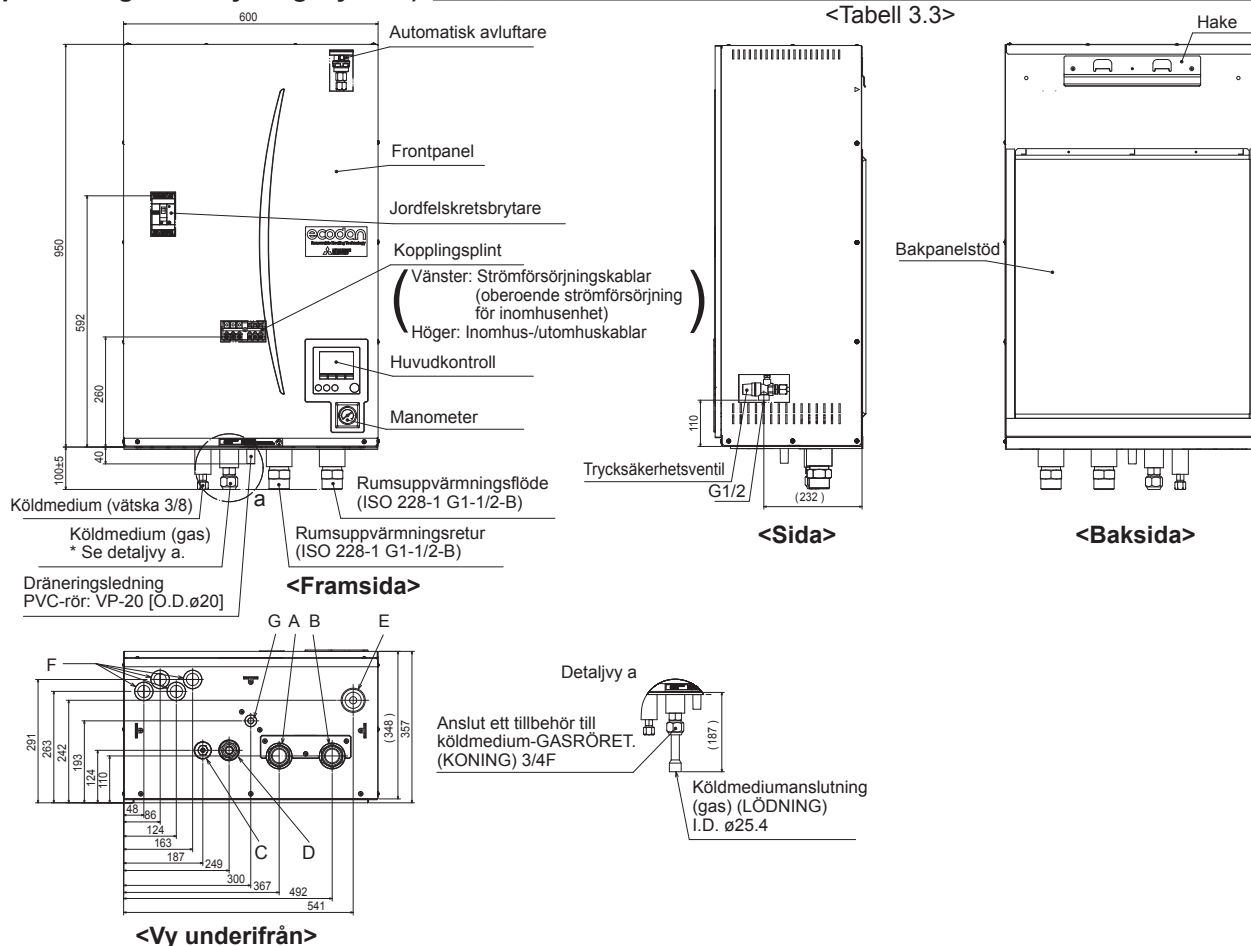 <Tabell 3.3>
600
Automatisk avluftare
Frontpanel
Jordfelskretsbrytare
ecodan
Renewable Heating Technology
Kopplingsplint
Vänster: Strömförsörjningskablar
(oberoende strömförsörjning
för inomhusenhet)
Höger: Inomhus-/utomhuskablar
Huvudkontroll
Manometer
950
592
260
40
100±5
a
Köldmedium (vätska 3/8)
Köldmedium (gas)
* Se detaljvy a.
Dräneringsledning
PVC-rör: VP-20 [O.D.ø20]
Rumsuppvärmningsflöde
(ISO 228-1 G1-1/2-B)
Rumsuppvärmningsretur
(ISO 228-1 G1-1/2-B)
<Framsida>
110
Trycksäkerhetsventil
G1/2
(232)
<Sida>
Hake
Bakpanelstöd
<Baksida>
G A B E
F
291
263
242
193
124
110
(348)
357
48
86
124
163
187
249
300
367
492
541
C D
<Vy underifrån>
Detaljvy a
Anslut ett tillbehör till
köldmedium-GASRÖRET.
(KONING) 3/4F
(187)
Köldmediumanslutning
(gas) (LÖDNING)
I.D. ø25.4